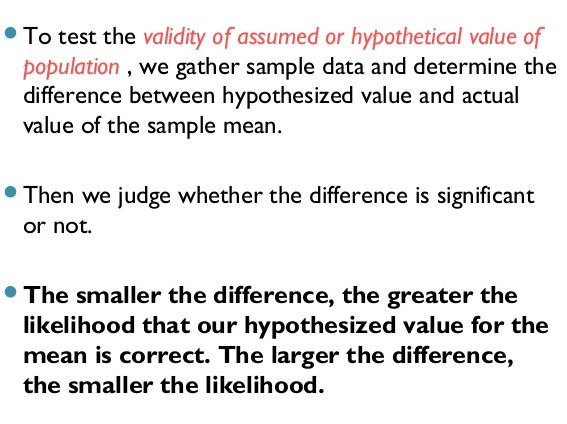 • To test the validity of assumed or hypothetical value of
population , we gather sample data and determine the
difference between hypothesized value and actual
value of the sample mean.
• Then we judge whether the difference is significant
or not.
• The smaller the difference, the greater the
likelihood that our hypothesized value for the
mean is correct. The larger the difference,
the smaller the likelihood.